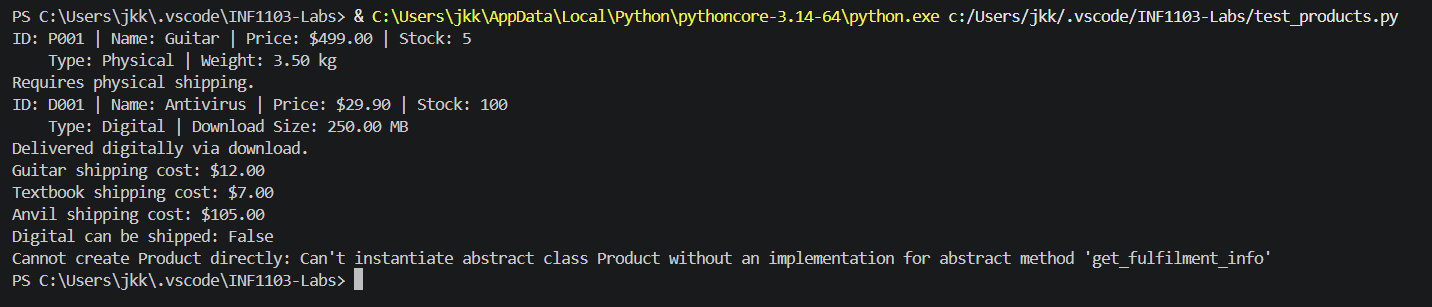 PS C:\Users\jkk\.vscode\INF1103-Labs> & C:\Users\jkk\AppData\Local\Python\pythoncore-3.14-64\python.exe c:/Users/jkk/.vscode/INF1103-Labs/test_products.py
ID: P001 | Name: Guitar | Price: $499.00 | Stock: 5
    Type: Physical | Weight: 3.50 kg
Requires physical shipping.
ID: D001 | Name: Antivirus | Price: $29.90 | Stock: 100
    Type: Digital | Download Size: 250.00 MB
Delivered digitally via download.
Guitar shipping cost: $12.00
Textbook shipping cost: $7.00
Anvil shipping cost: $105.00
Digital can be shipped: False
Cannot create Product directly: Can't instantiate abstract class Product without an implementation for abstract method 'get_fulfilment_info'
PS C:\Users\jkk\.vscode\INF1103-Labs>